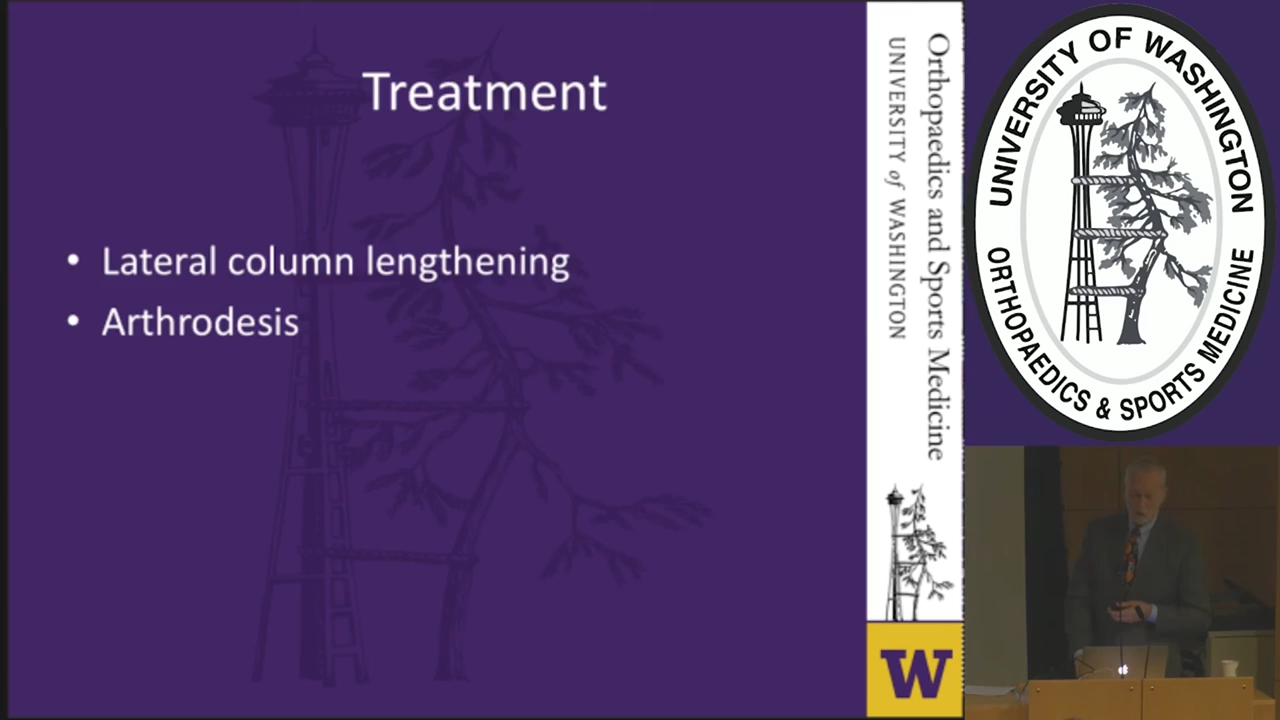 Treatment
• Lateral column lengthening
• Arthrodesis
Orthopaedics and Sports Medicine
UNIVERSITY of WASHINGTON
W
UNIVERSITY OF WASHINGTON
ORTHOPAEDICS & SPORTS MEDICINE